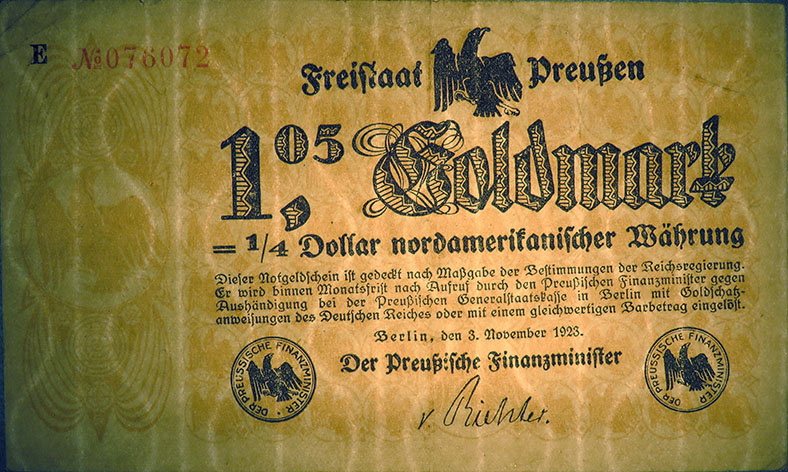 E № 076072
Freistaat Preußen
1,05 Goldmark
= 1/4 Dollar nordamerikanischer Währung
Dieser Notgeldschein ist gedeckt nach Maßgabe der Bestimmungen der Reichsregierung.
Er wird binnen Monatsfrist nach Aufruf durch den Preußischen Finanzminister gegen
Aushändigung bei der Preußischen Generalstaatskasse in Berlin mit Goldschatz-
anweisungen des Deutschen Reiches oder mit einem gleichwertigen Barbetrag eingelöst.
Berlin, den 3. November 1923.
Der Preußische Finanzminister
DER PREUSSISCHE FINANZMINISTER
v. Richter.
DER PREUSSISCHE FINANZMINISTER